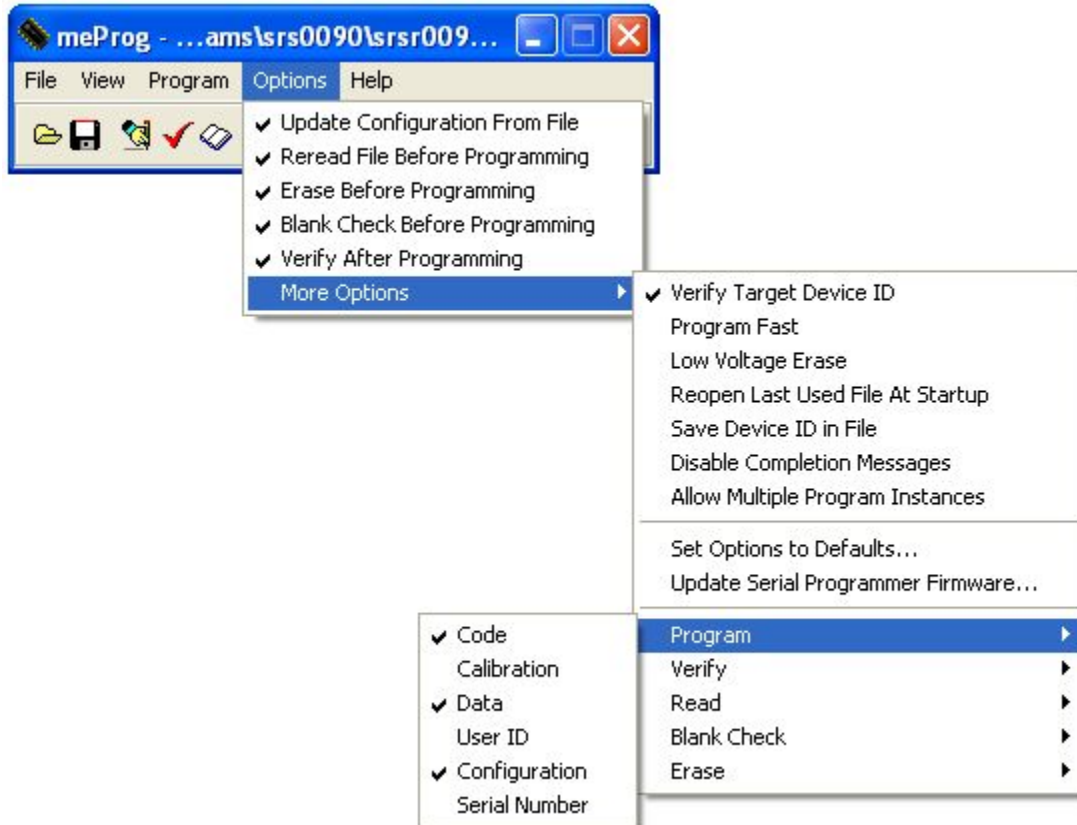 meProg - ...ams\srs0090\srsr009...
File View Program Options Help
Update Configuration From File
Reread File Before Programming
Erase Before Programming
Blank Check Before Programming
Verify After Programming
More Options
Verify Target Device ID
Program Fast
Low Voltage Erase
Reopen Last Used File At Startup
Save Device ID in File
Disable Completion Messages
Allow Multiple Program Instances
Set Options to Defaults...
Update Serial Programmer Firmware...
Program
Verify
Read
Blank Check
Erase
Code
Calibration
Data
User ID
Configuration
Serial Number